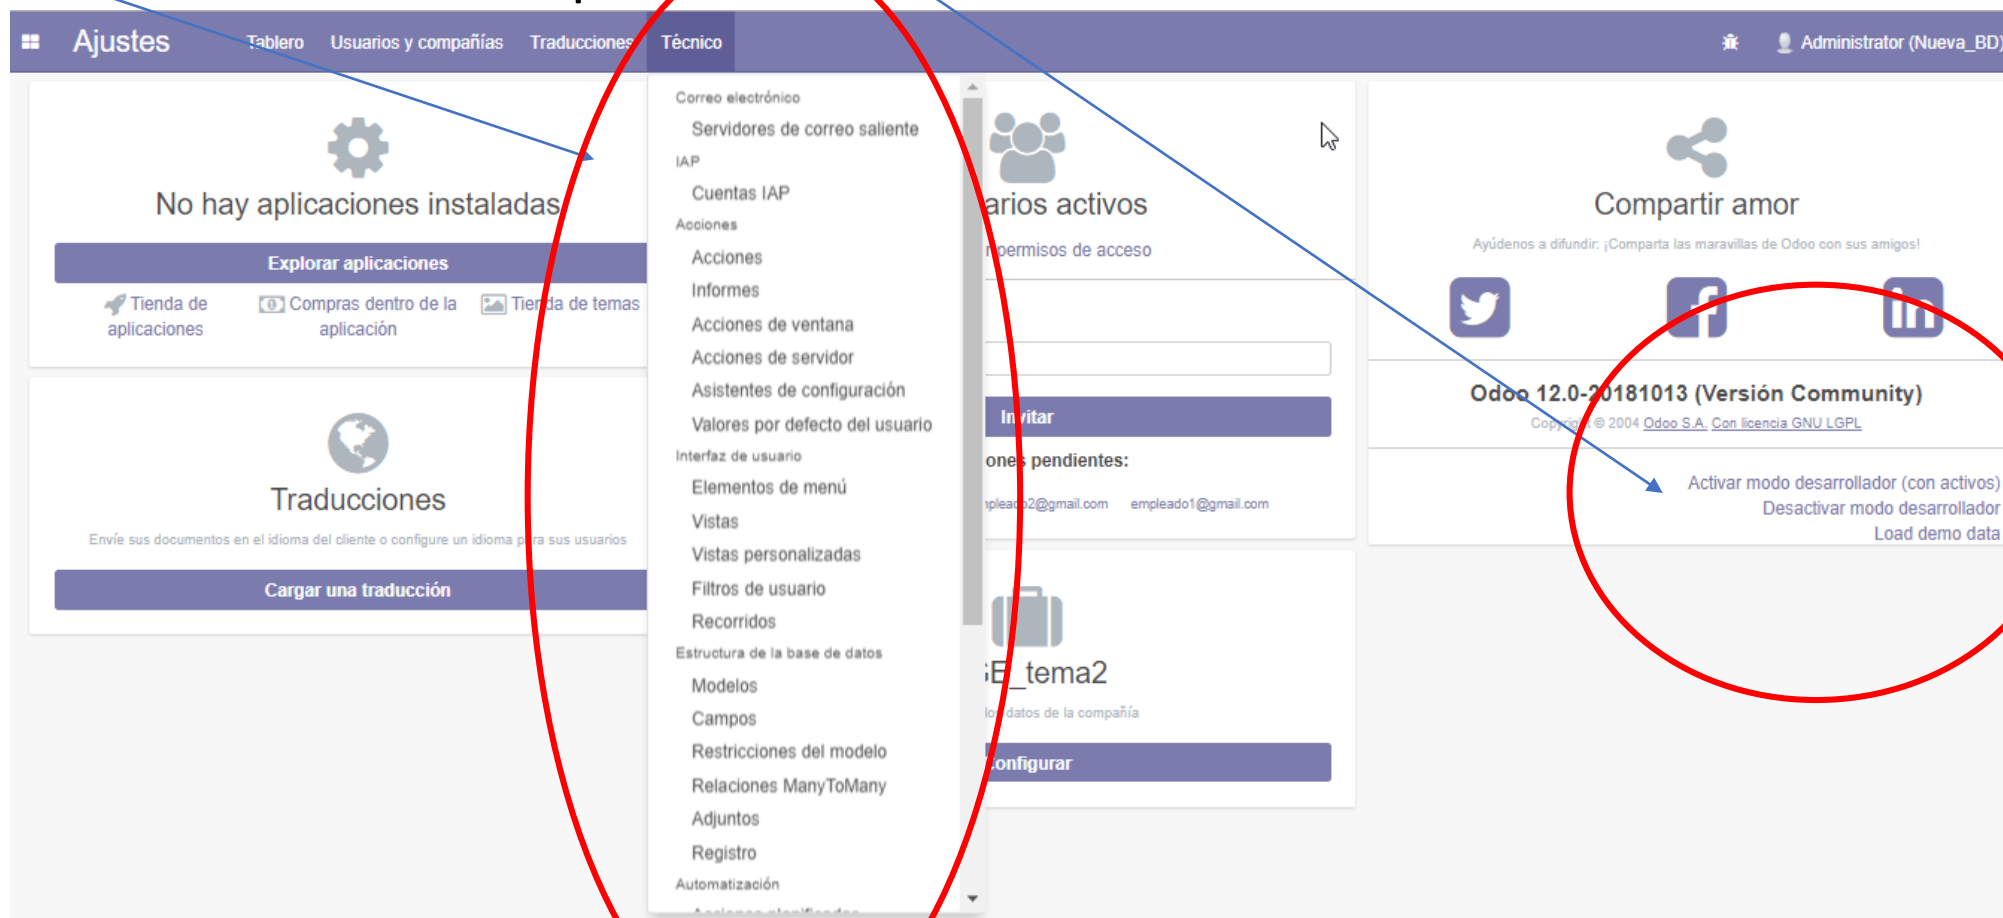 Ajustes Tablero Usuarios y compañías Traducciones Técnico Administrator (Nueva_BD)
No hay aplicaciones instaladas
Explorar aplicaciones
Tienda de aplicaciones
Compras dentro de la aplicación
Tienda de temas
Traducciones
Envíe sus documentos en el idioma del cliente o configure un idioma para sus usuarios
Cargar una traducción
Correo electrónico
Servidores de correo saliente
IAP
Cuentas IAP
Acciones
Acciones
Informes
Acciones de ventana
Acciones de servidor
Asistentes de configuración
Valores por defecto del usuario
Interfaz de usuario
Elementos de menú
Vistas
Vistas personalizadas
Filtros de usuario
Recorridos
Estructura de la base de datos
Modelos
Campos
Restricciones del modelo
Relaciones ManyToMany
Adjuntos
Registro
Automatización
arios activos
permisos de acceso
Invitar
ones pendientes:
mpleado2@gmail.com empleado1@gmail.com
GE_tema2
los datos de la compañía
Configurar
Compartir amor
Ayúdenos a difundir: ¡Comparta las maravillas de Odoo con sus amigos!
Odoo 12.0-20181013 (Versión Community)
Copyright © 2004 Odoo S.A. Con licencia GNU LGPL
Activar modo desarrollador (con activos)
Desactivar modo desarrollador
Load demo data